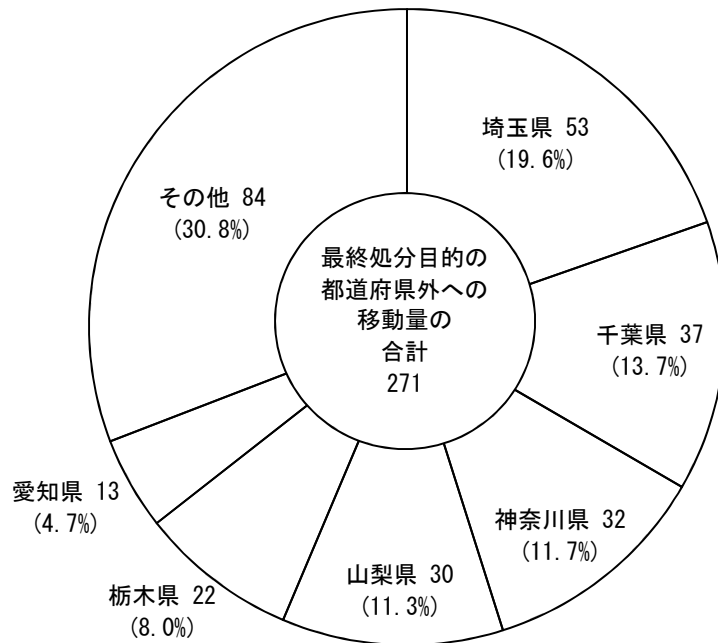 埼玉県 53
(19.6%)
千葉県 37
(13.7%)
神奈川県 32
(11.7%)
山梨県 30
(11.3%)
栃木県 22
(8.0%)
愛知県 13
(4.7%)
その他 84
(30.8%)
最終処分目的の
都道府県外への
移動量の
合計
271